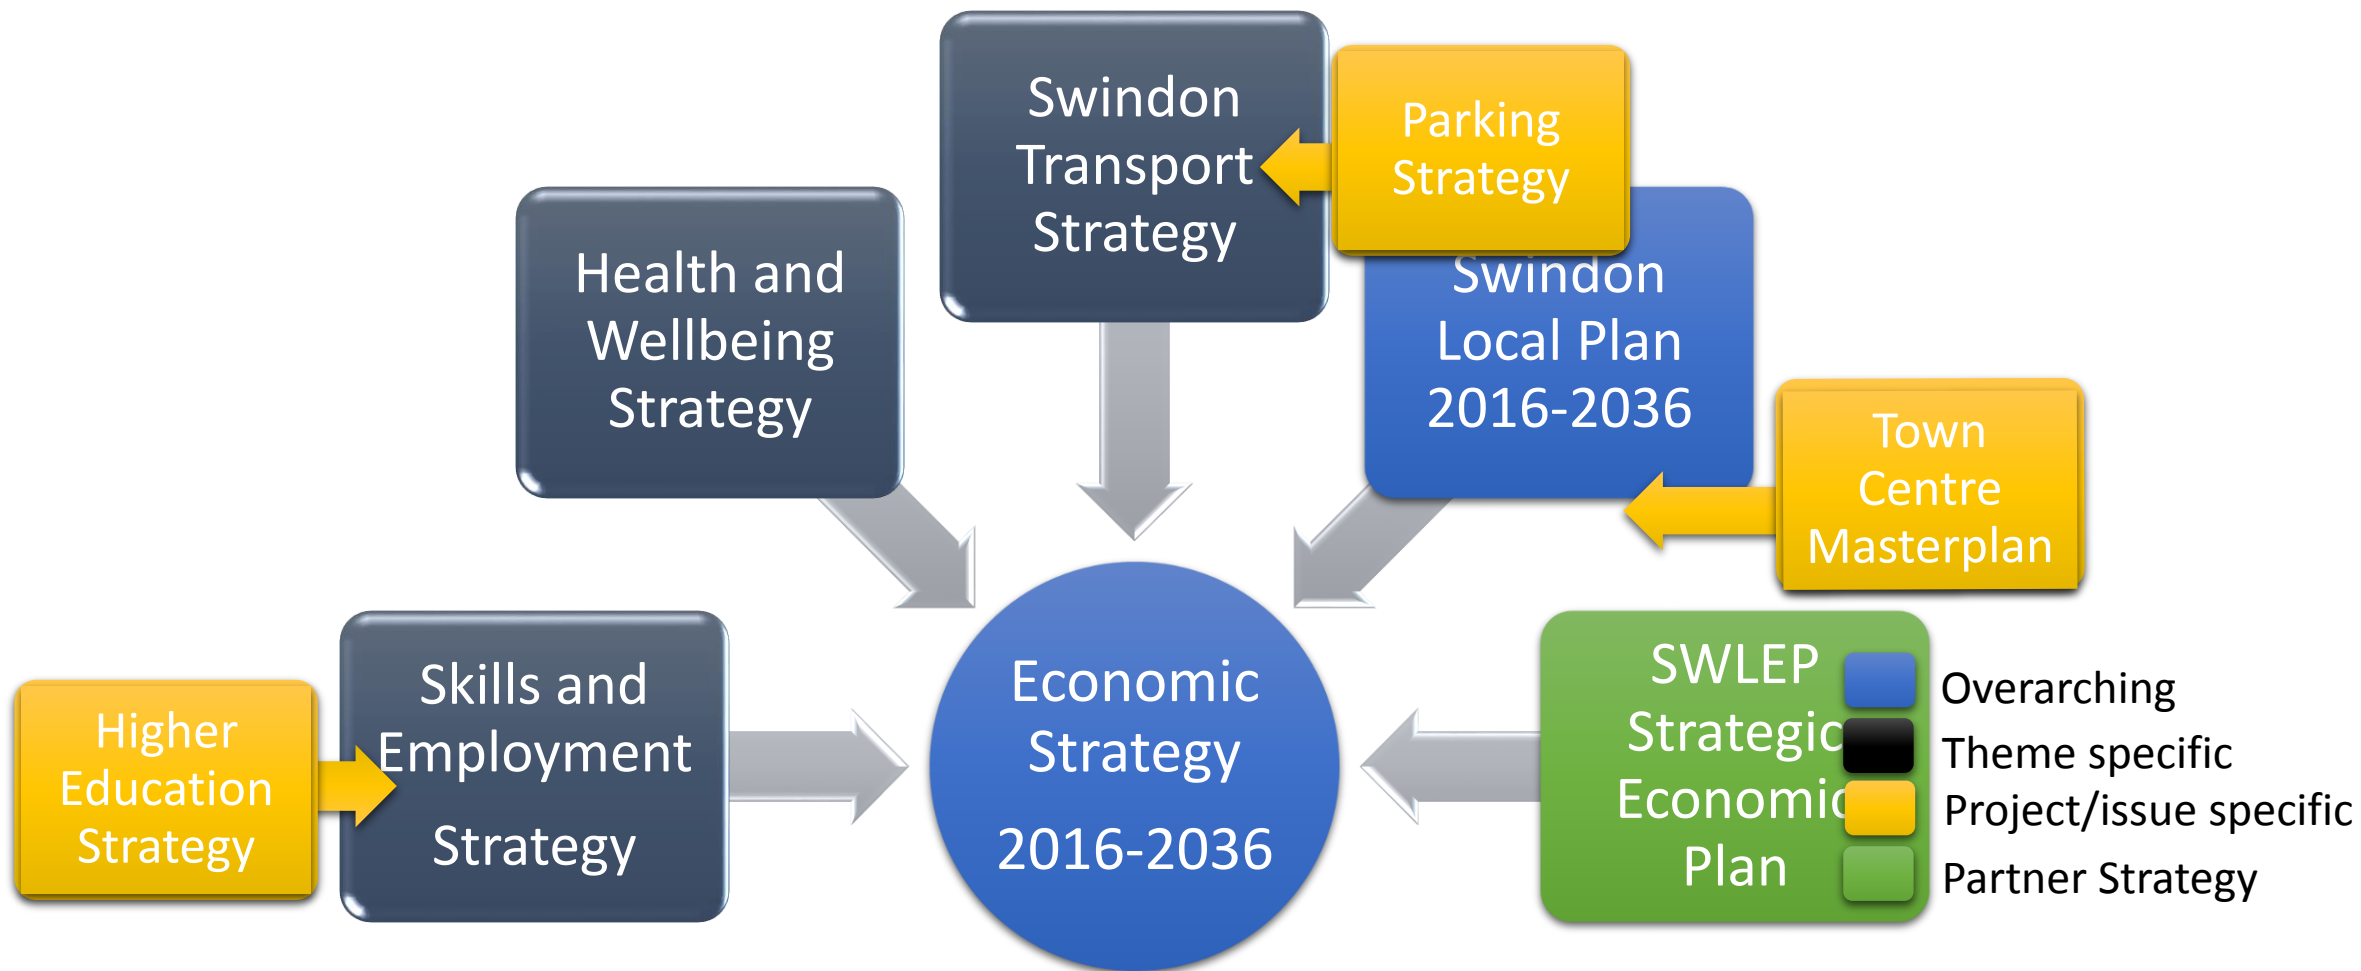 Swindon
Transport
Strategy
Parking
Strategy
Health and
Wellbeing
Strategy
Swindon
Local Plan
2016-2036
Town
Centre
Masterplan
Higher
Education
Strategy
Skills and
Employment
Strategy
Economic
Strategy
2016-2036
SWLEP
Strategic
Economic
Plan
Overarching
Theme specific
Project/issue specific
Partner Strategy